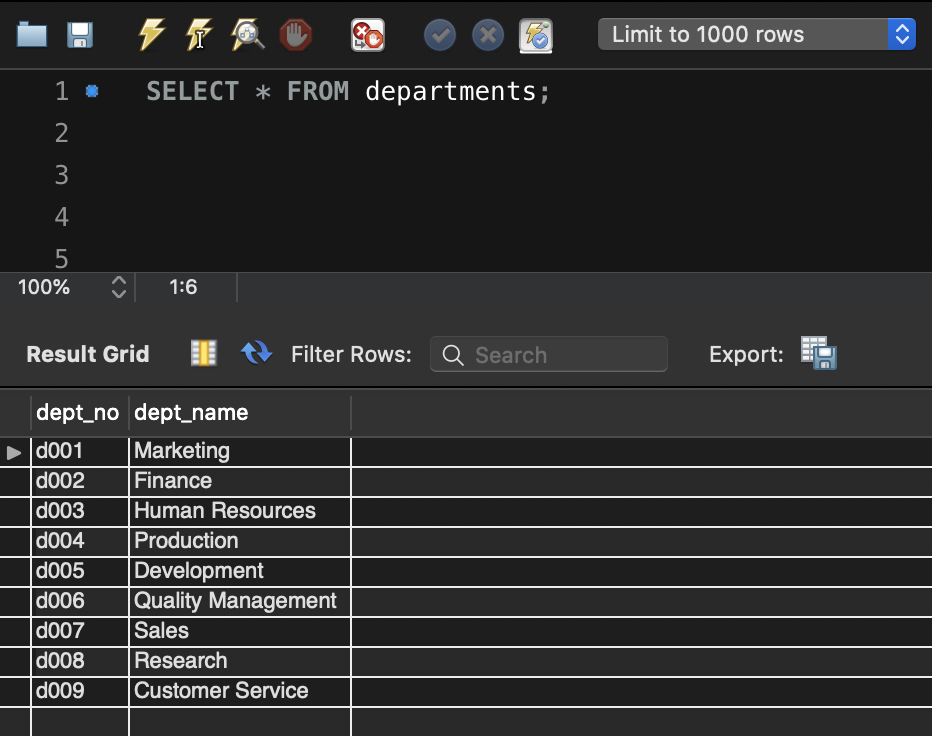 Limit to 1000 rows
1 SELECT * FROM departments;
2
3
4
5
100% 1:6
Result Grid Filter Rows: Search Export:
dept_no dept_name
d001 Marketing
d002 Finance
d003 Human Resources
d004 Production
d005 Development
d006 Quality Management
d007 Sales
d008 Research
d009 Customer Service